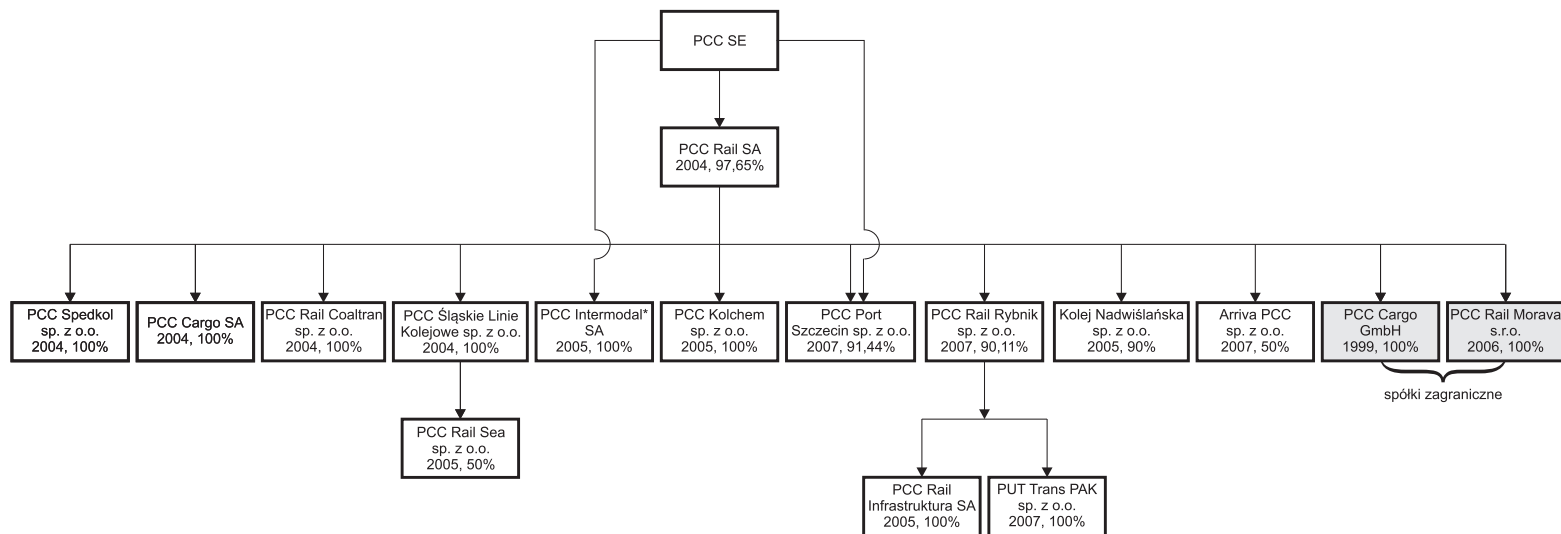 PCC SE
PCC Rail SA
2004, 97,65%
PCC Spedkol
sp. z o.o.
2004, 100%
PCC Cargo SA
2004, 100%
PCC Rail Coaltran
sp. z o.o.
2004, 100%
PCC Śląskie Linie
Kolejowe sp. z o.o.
2004, 100%
PCC Intermodal*
SA
2005, 100%
PCC Kolchem
sp. z o.o.
2005, 100%
PCC Port
Szczecin sp. z o.o.
2007, 91,44%
PCC Rail Rybnik
sp. z o.o.
2007, 90,11%
Kolej Nadwiślańska
sp. z o.o.
2005, 90%
Arriva PCC
sp. z o.o.
2007, 50%
PCC Cargo
GmbH
1999, 100%
PCC Rail Morava
s.r.o.
2006, 100%
spółki zagraniczne
PCC Rail Sea
sp. z o.o.
2005, 50%
PCC Rail
Infrastruktura SA
2005, 100%
PUT Trans PAK
sp. z o.o.
2007, 100%